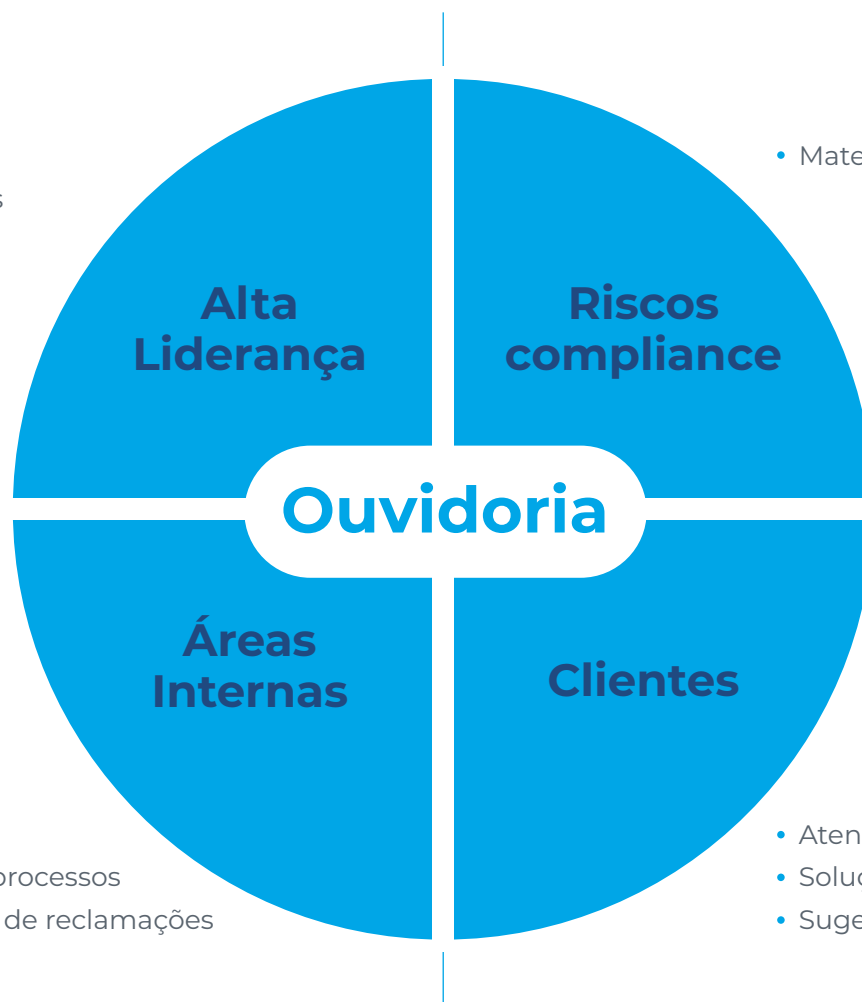 • Mate
s
Alta
Liderança
Riscos
compliance
Ouvidoria
Áreas
Internas
Clientes
processos
de reclamações
• Aten
• Soluc
• Suge